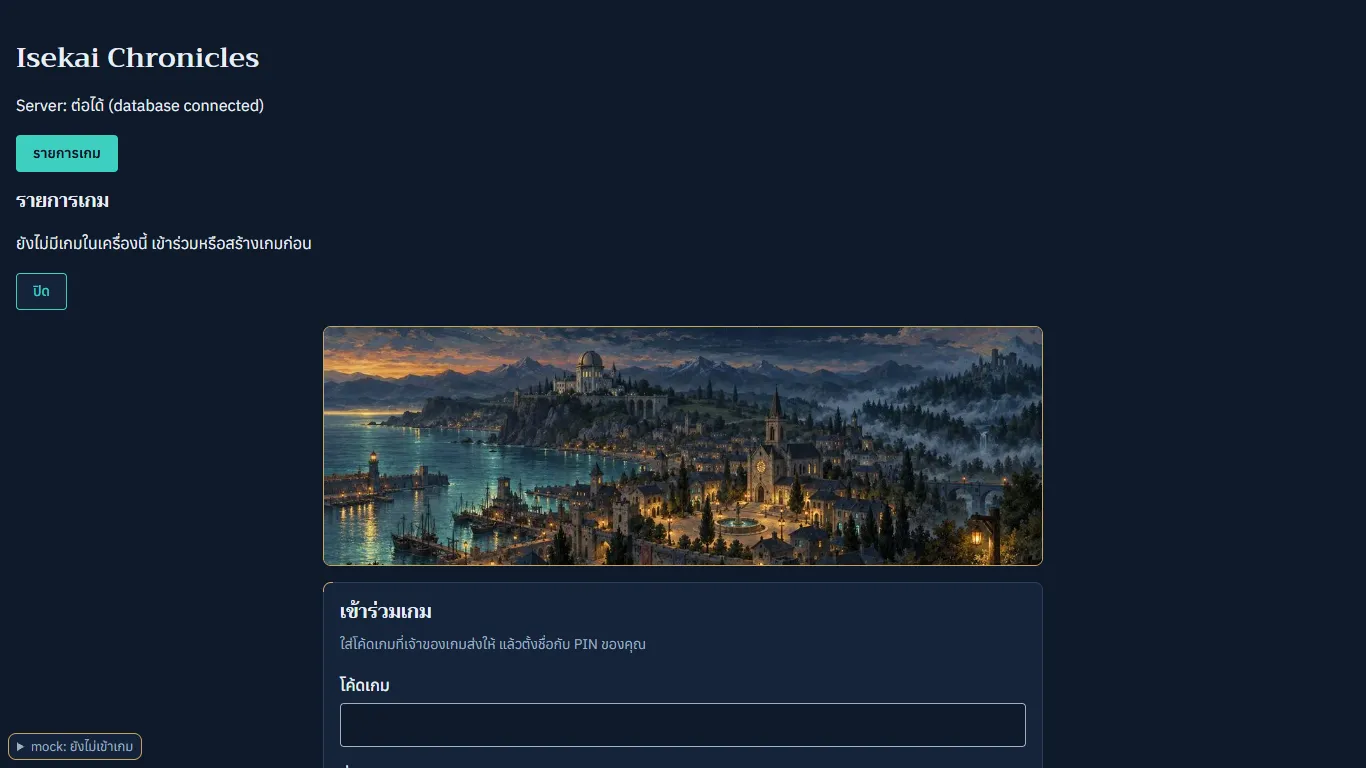 Isekai Chronicles
Server: ต่อได้ (database connected)
รายการเกม
รายการเกม
ยังไม่มีเกมในเครื่องนี้ เข้าร่วมหรือสร้างเกมก่อน
ปิด
เข้าร่วมเกม
ใส่โค้ดเกมที่เจ้าของเกมส่งให้ แล้วตั้งชื่อกับ PIN ของคุณ
โค้ดเกม
mock: ยังไม่เข้าเกม